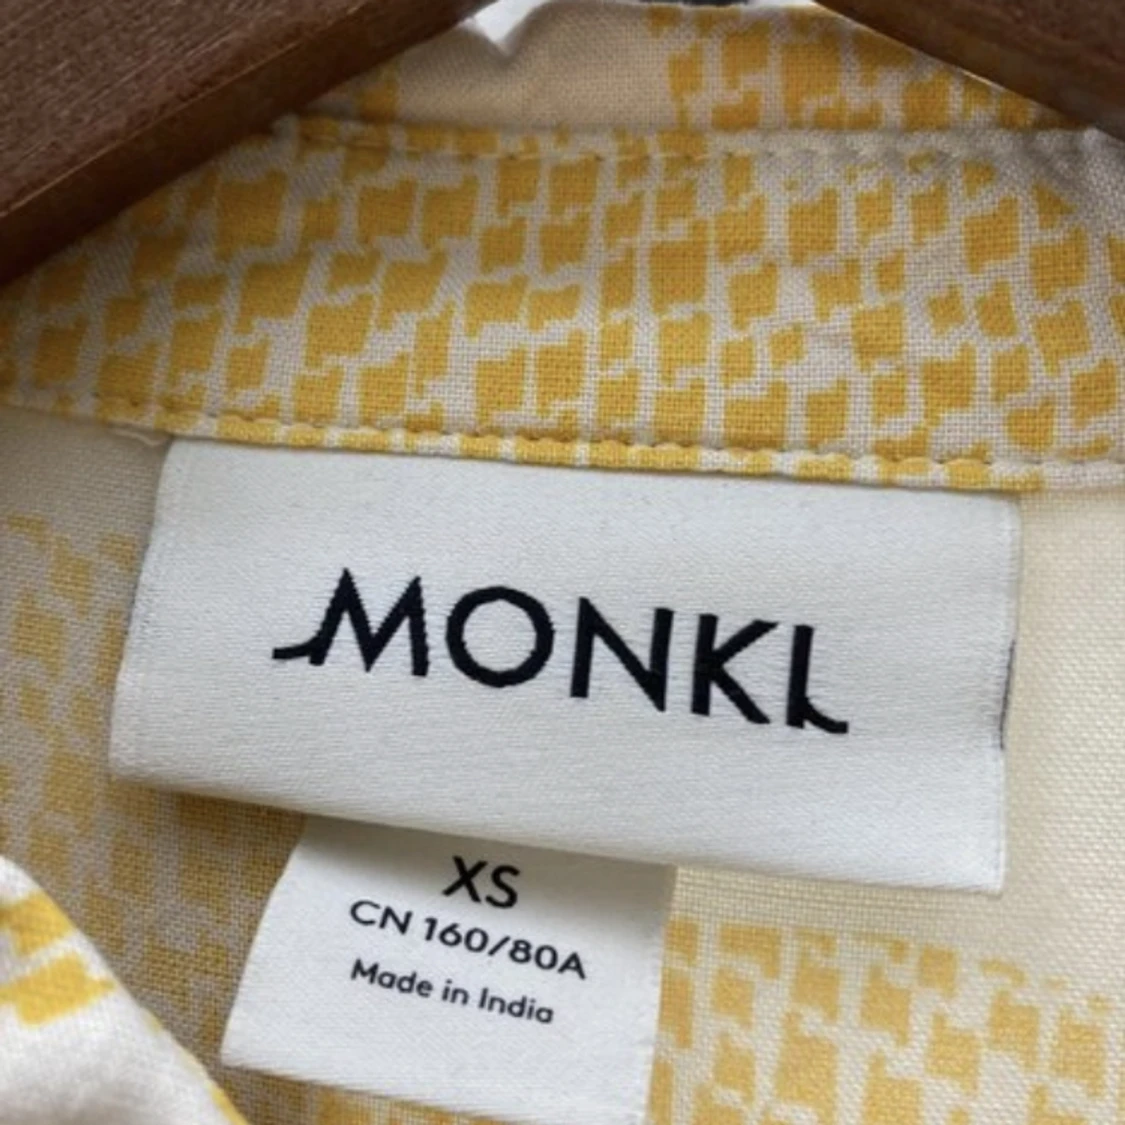 MONKI
XS
CN 160/80A
Made in India